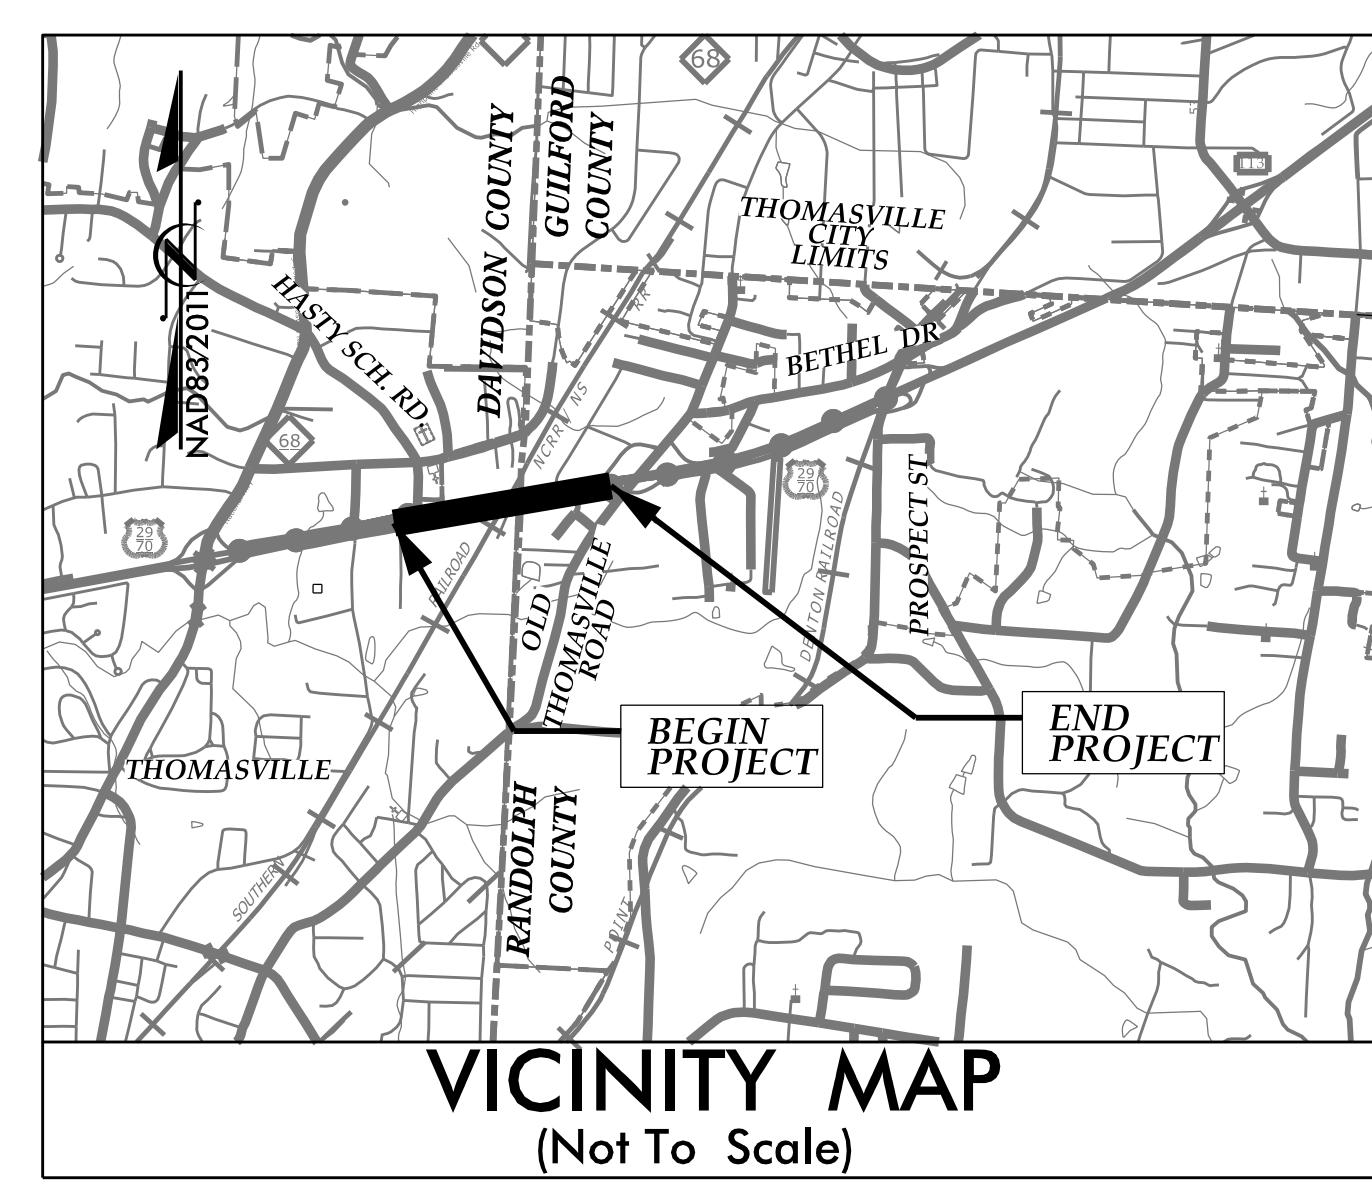 68
113
DAVIDSON COUNTY
GUILFORD
COUNTY
THOMASVILLE
CITY
LIMITS
NAD83/2011
HASTY SCH. RD.
RR
BETHEL DR
NCRR NS
68
29
70
29
70
RAILROAD
OLD
THOMASVILLE
ROAD
DENTON RAILROAD
PROSPECT ST
BEGIN
PROJECT
END
PROJECT
THOMASVILLE
RANDOLPH
COUNTY
SOUTHERN
POINT
VICINITY MAP
(Not To Scale)